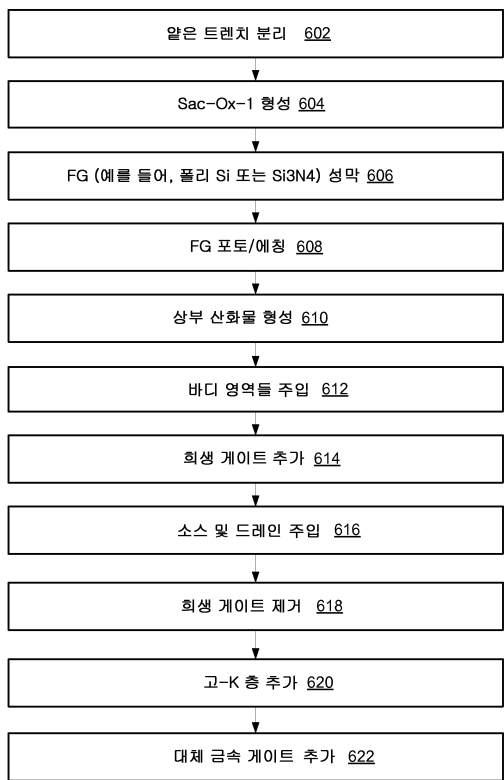 얕은 트렌치 분리 602
Sac-Ox-1 형성 604
FG (예를 들어, 폴리 Si 또는 Si3N4) 성막 606
FG 포토/에칭 608
상부 산화물 형성 610
바디 영역들 주입 612
희생 게이트 추가 614
소스 및 드레인 주입 616
희생 게이트 제거 618
고-K 층 추가 620
대체 금속 게이트 추가 622